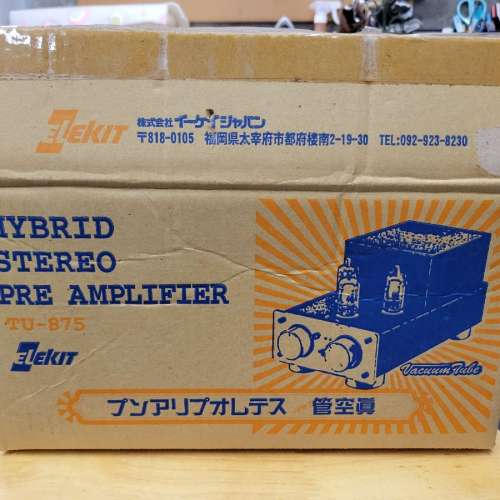 ELEKIT
株式会社 イーケイジャパン
〒818-0105 福岡県太宰府市都府楼南2-19-30 TEL:092-923-8230
HYBRID
STEREO
PRE AMPLIFIER
TU-875
ELEKIT
Vacuum Tube
眞空管 ステレオプリアンプ